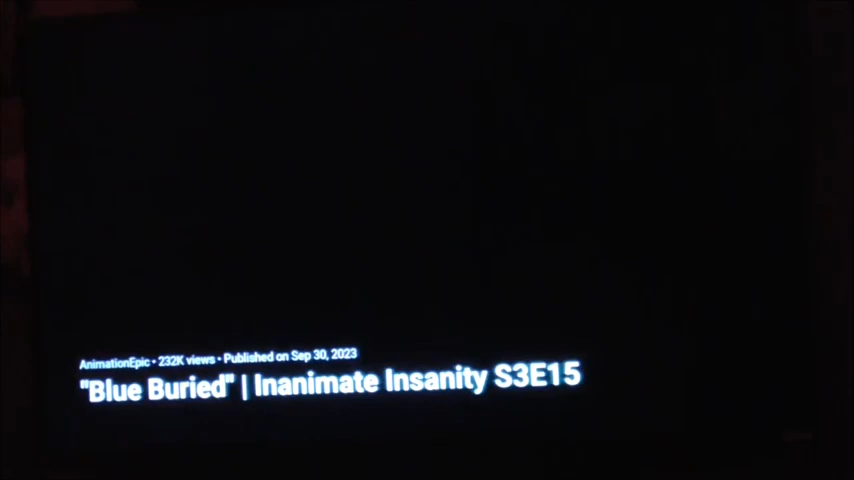 AnimationEpic • 232K views • Published on Sep 30, 2023
"Blue Buried" | Inanimate Insanity S3E15